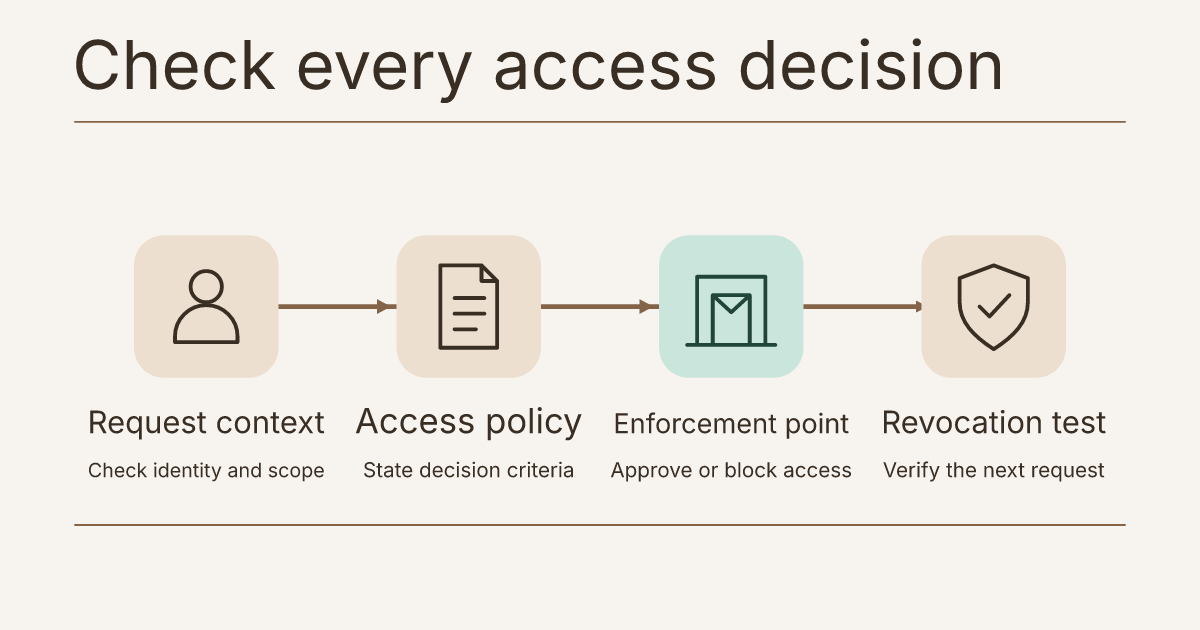 Check every access decision
Request context
Access policy
Enforcement point
Revocation test
Check identity and scope
State decision criteria
Approve or block access
Verify the next request